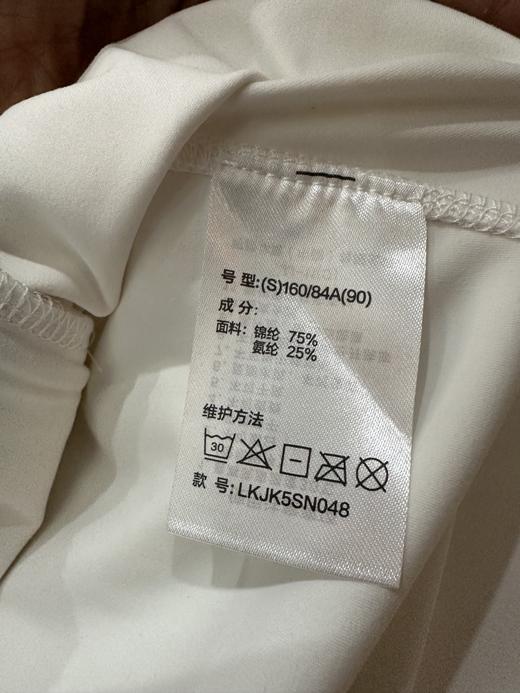 号 型:(S)160/84A(90)
成 分:
面料: 锦纶 75%
氨纶 25%
维护方法
30
款 号:LKJK5SN048